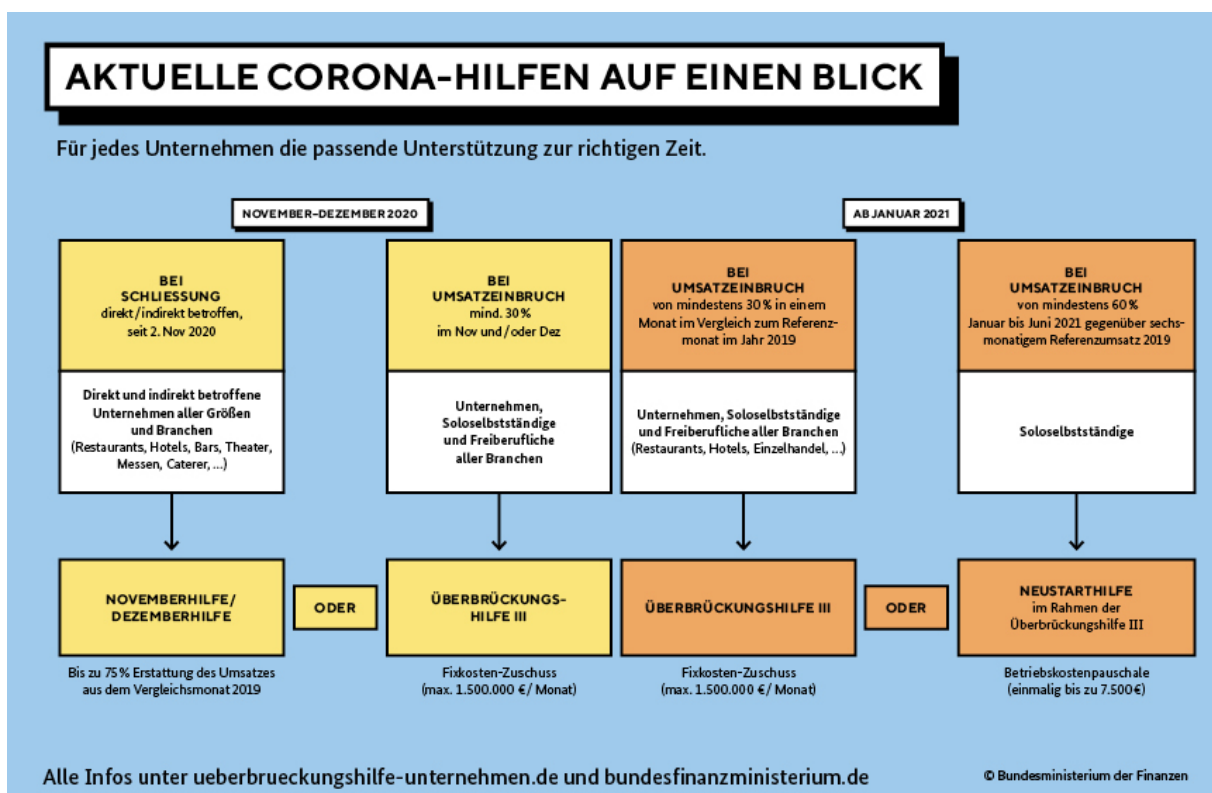 AKTUELLE CORONA-HILFEN AUF EINEN BLICK
Für jedes Unternehmen die passende Unterstützung zur richtigen Zeit.
NOVEMBER–DEZEMBER 2020
BEI
SCHLIESSUNG
direkt/indirekt betroffen,
seit 2. Nov 2020
Direkt und indirekt betroffene
Unternehmen aller Größen
und Branchen
(Restaurants, Hotels, Bars, Theater,
Messen, Caterer, ...)
NOVEMBERHILFE/
DEZEMBERHILFE
Bis zu 75 % Erstattung des Umsatzes
aus dem Vergleichsmonat 2019
ODER
BEI
UMSATZEINBRUCH
mind. 30 %
im Nov und/oder Dez
Unternehmen,
Soloselbstständige
und Freiberufliche
aller Branchen
ÜBERBRÜCKUNGS-
HILFE III
Fixkosten-Zuschuss
(max. 1.500.000 €/ Monat)
AB JANUAR 2021
BEI
UMSATZEINBRUCH
von mindestens 30 % in einem
Monat im Vergleich zum Referenz-
monat im Jahr 2019
Unternehmen, Soloselbstständige
und Freiberufliche aller Branchen
(Restaurants, Hotels, Einzelhandel, ...)
ÜBERBRÜCKUNGSHILFE III
Fixkosten-Zuschuss
(max. 1.500.000 €/ Monat)
ODER
BEI
UMSATZEINBRUCH
von mindestens 60 %
Januar bis Juni 2021 gegenüber sechs-
monatigem Referenzumsatz 2019
Soloselbstständige
NEUSTARTHILFE
im Rahmen der
Überbrückungshilfe III
Betriebskostenpauschale
(einmalig bis zu 7.500 €)
Alle Infos unter ueberbrueckungshilfe-unternehmen.de und bundesfinanzministerium.de
© Bundesministerium der Finanzen